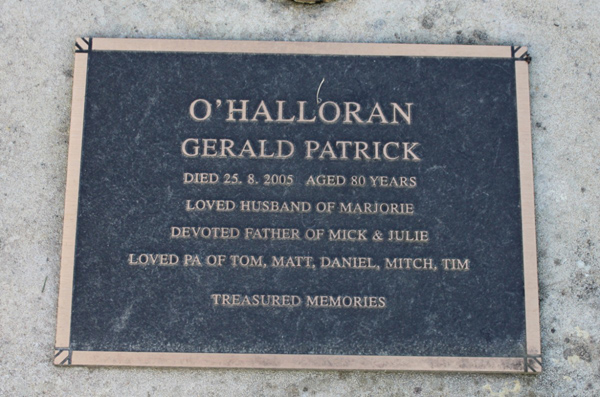 O'HALLORAN
GERALD PATRICK
DIED 25. 8. 2005 AGED 80 YEARS
LOVED HUSBAND OF MARJORIE
DEVOTED FATHER OF MICK & JULIE
LOVED PA OF TOM, MATT, DANIEL, MITCH, TIM
TREASURED MEMORIES